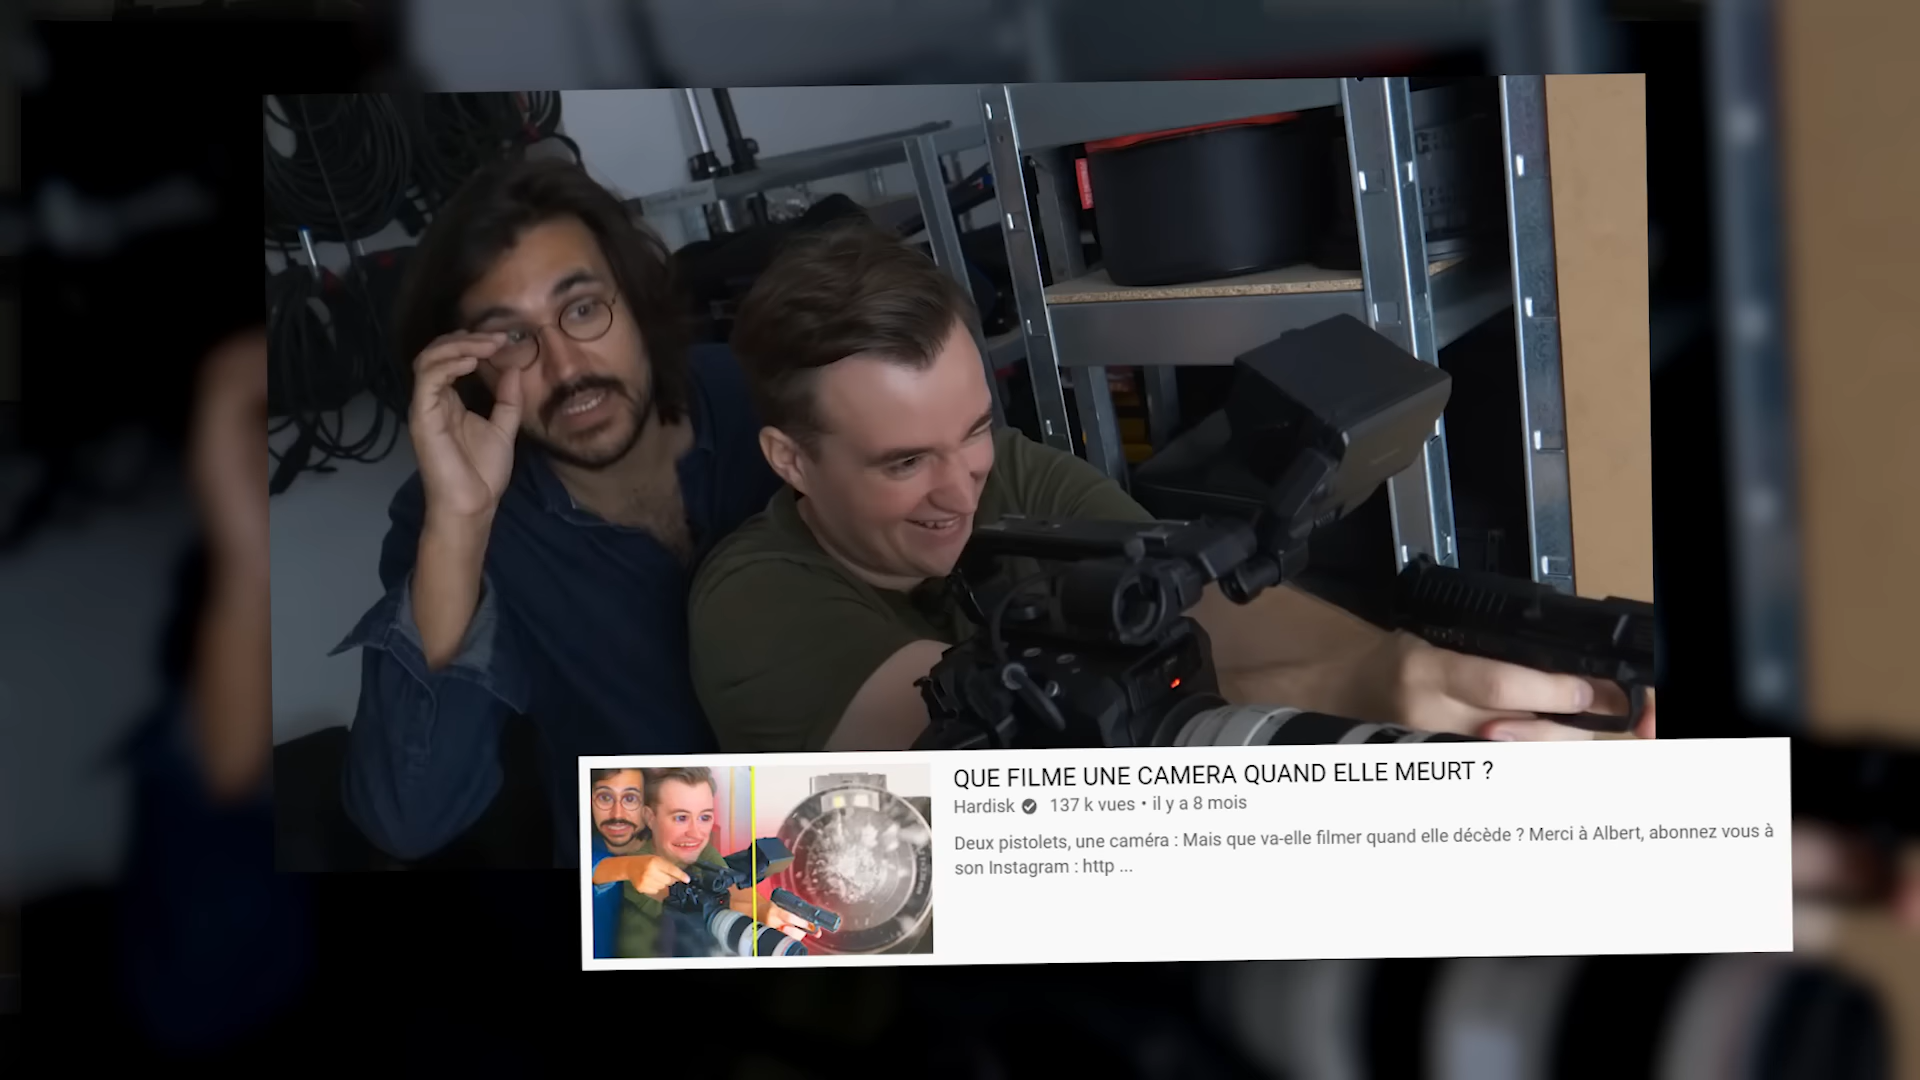 QUE FILME UNE CAMERA QUAND ELLE MEURT ?
Hardisk 137 k vues • il y a 8 mois
Deux pistolets, une caméra : Mais que va-elle filmer quand elle décède ? Merci à Albert, abonnez vous à
son Instagram : http ...